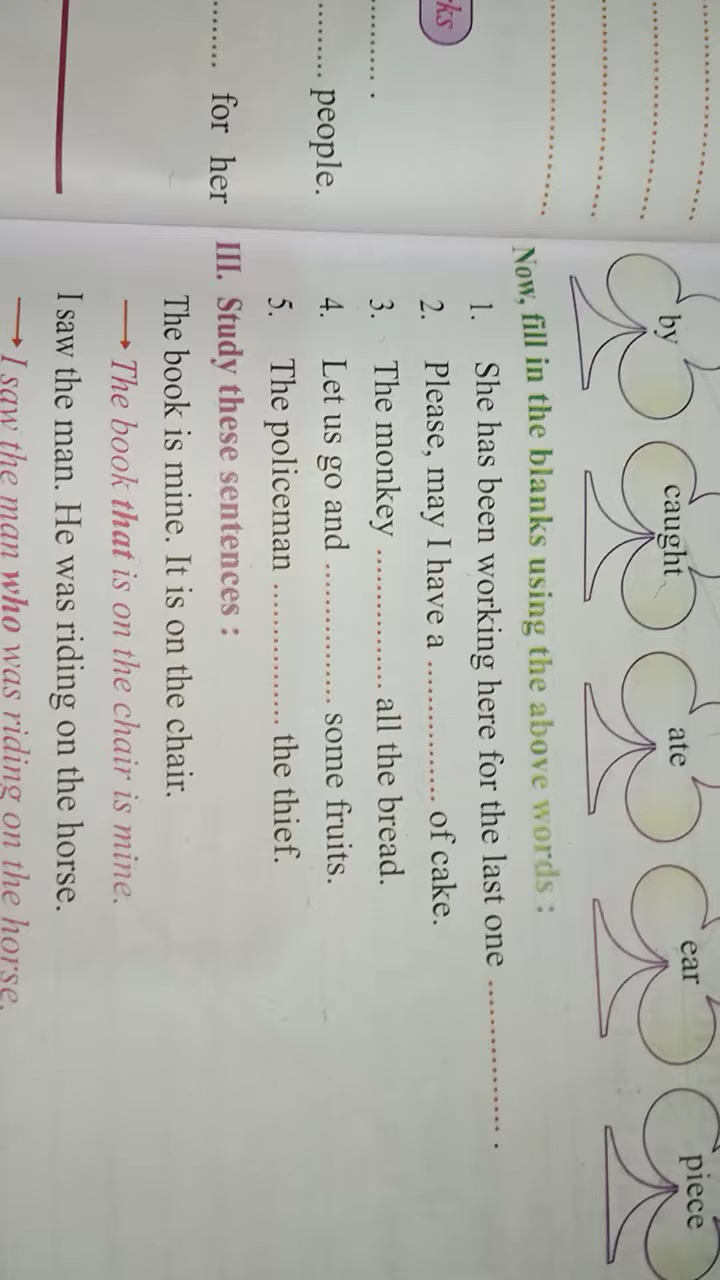 ks
people.
for her
by caught ate ear piece
Now, fill in the blanks using the above words :
1. She has been working here for the last one ................ .
2. Please, may I have a ................ of cake.
3. The monkey ................ all the bread.
4. Let us go and ................ some fruits.
5. The policeman ................ the thief.
III. Study these sentences :
The book is mine. It is on the chair.
→ The book that is on the chair is mine.
I saw the man. He was riding on the horse.
→ I saw the man who was riding on the horse.